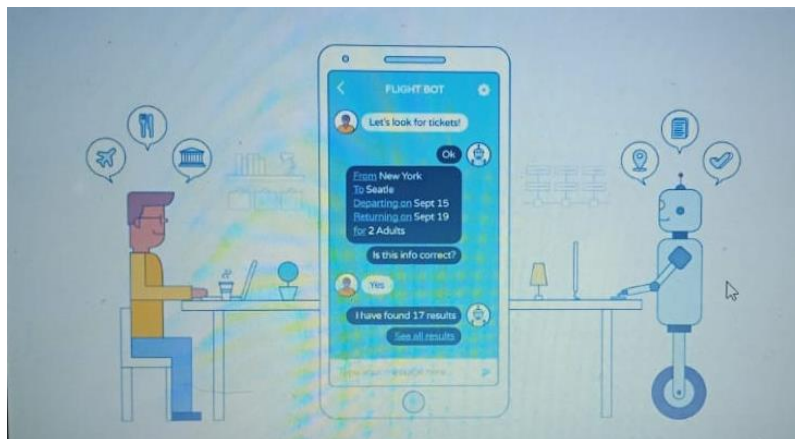 FLIGHT BOT
Let's look for tickets!
Ok
From New York
To Seatle
Departing on Sept 15
Returning on Sept 19
for 2 Adults
Is this info correct?
Yes
I have found 17 results
See all results